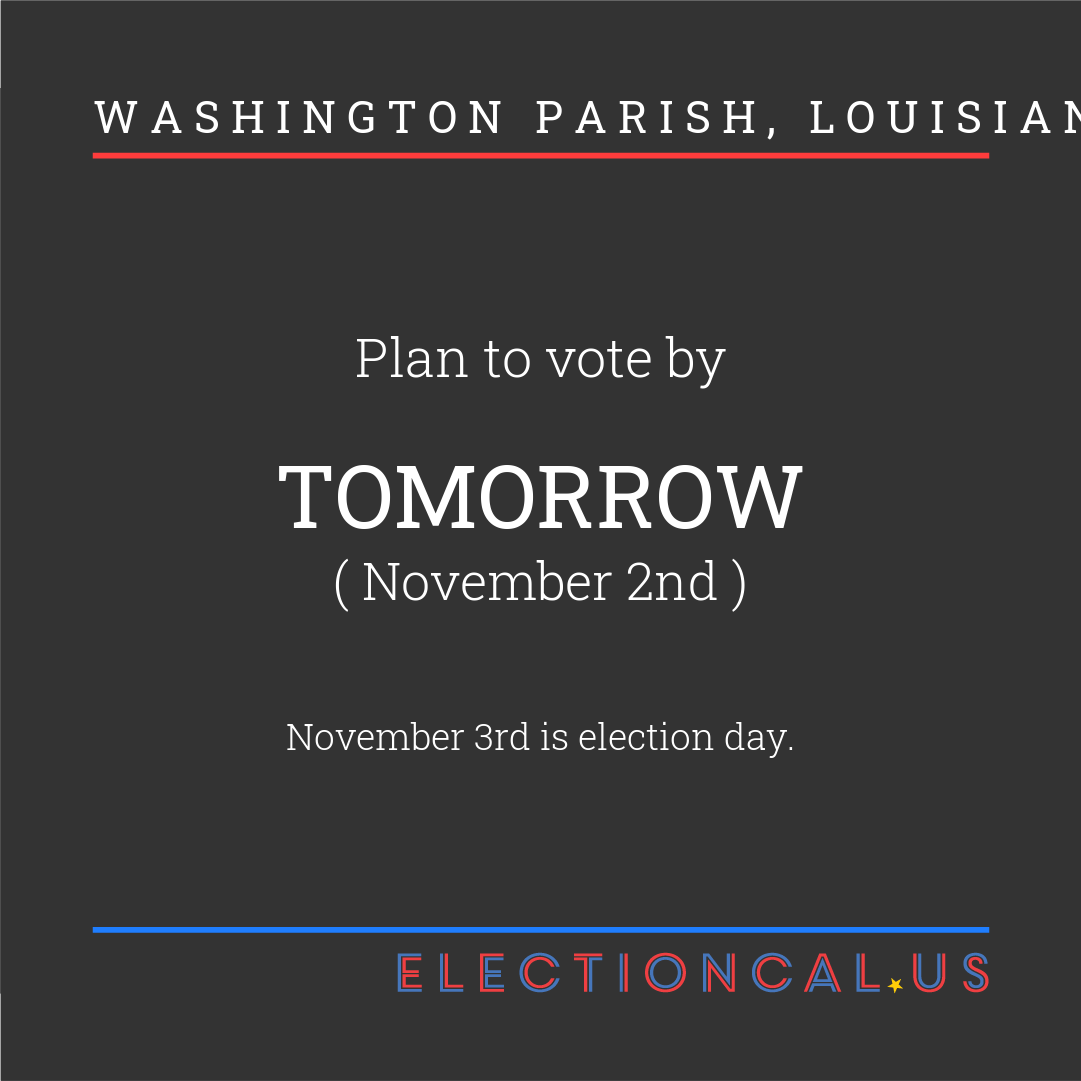 WASHINGTON PARISH, LOUISIAN
Plan to vote by
TOMORROW
( November 2nd )
November 3rd is election day.
ELECTIONCAL.US